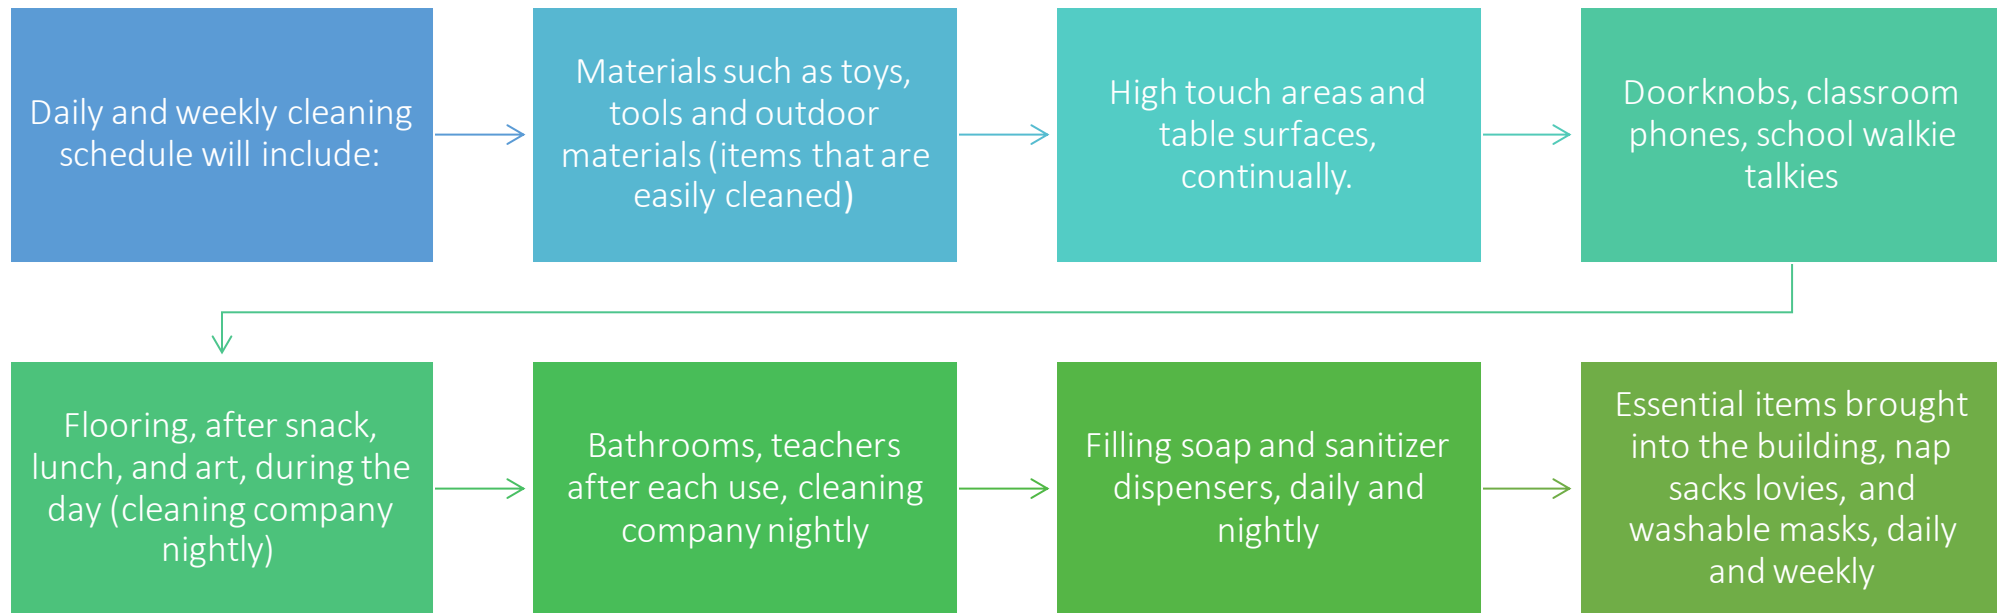 Daily and weekly cleaning
schedule will include:
Materials such as toys,
tools and outdoor
materials (items that are
easily cleaned)
High touch areas and
table surfaces,
continually.
Doorknobs, classroom
phones, school walkie
talkies
Flooring, after snack,
lunch, and art, during the
day (cleaning company
nightly)
Bathrooms, teachers
after each use, cleaning
company nightly
Filling soap and sanitizer
dispensers, daily and
nightly
Essential items brought
into the building, nap
sacks lovies, and
washable masks, daily
and weekly